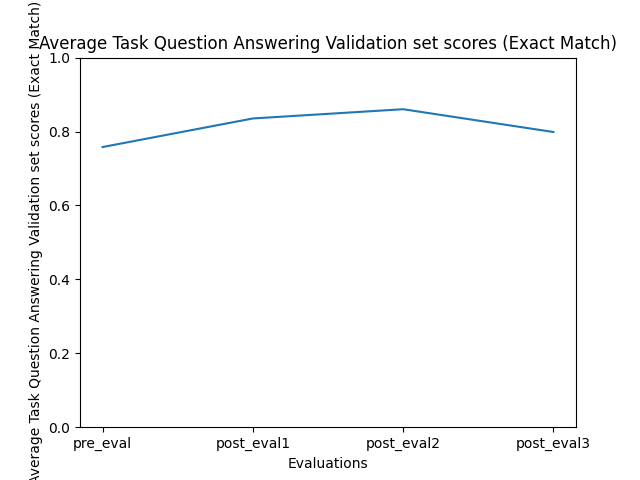 Average Task Question Answering Validation set scores (Exact Match)
Average Task Question Answering Validation set scores (Exact Match)
1.0
0.8
0.6
0.4
0.2
0.0
pre_eval post_eval1 post_eval2 post_eval3
Evaluations